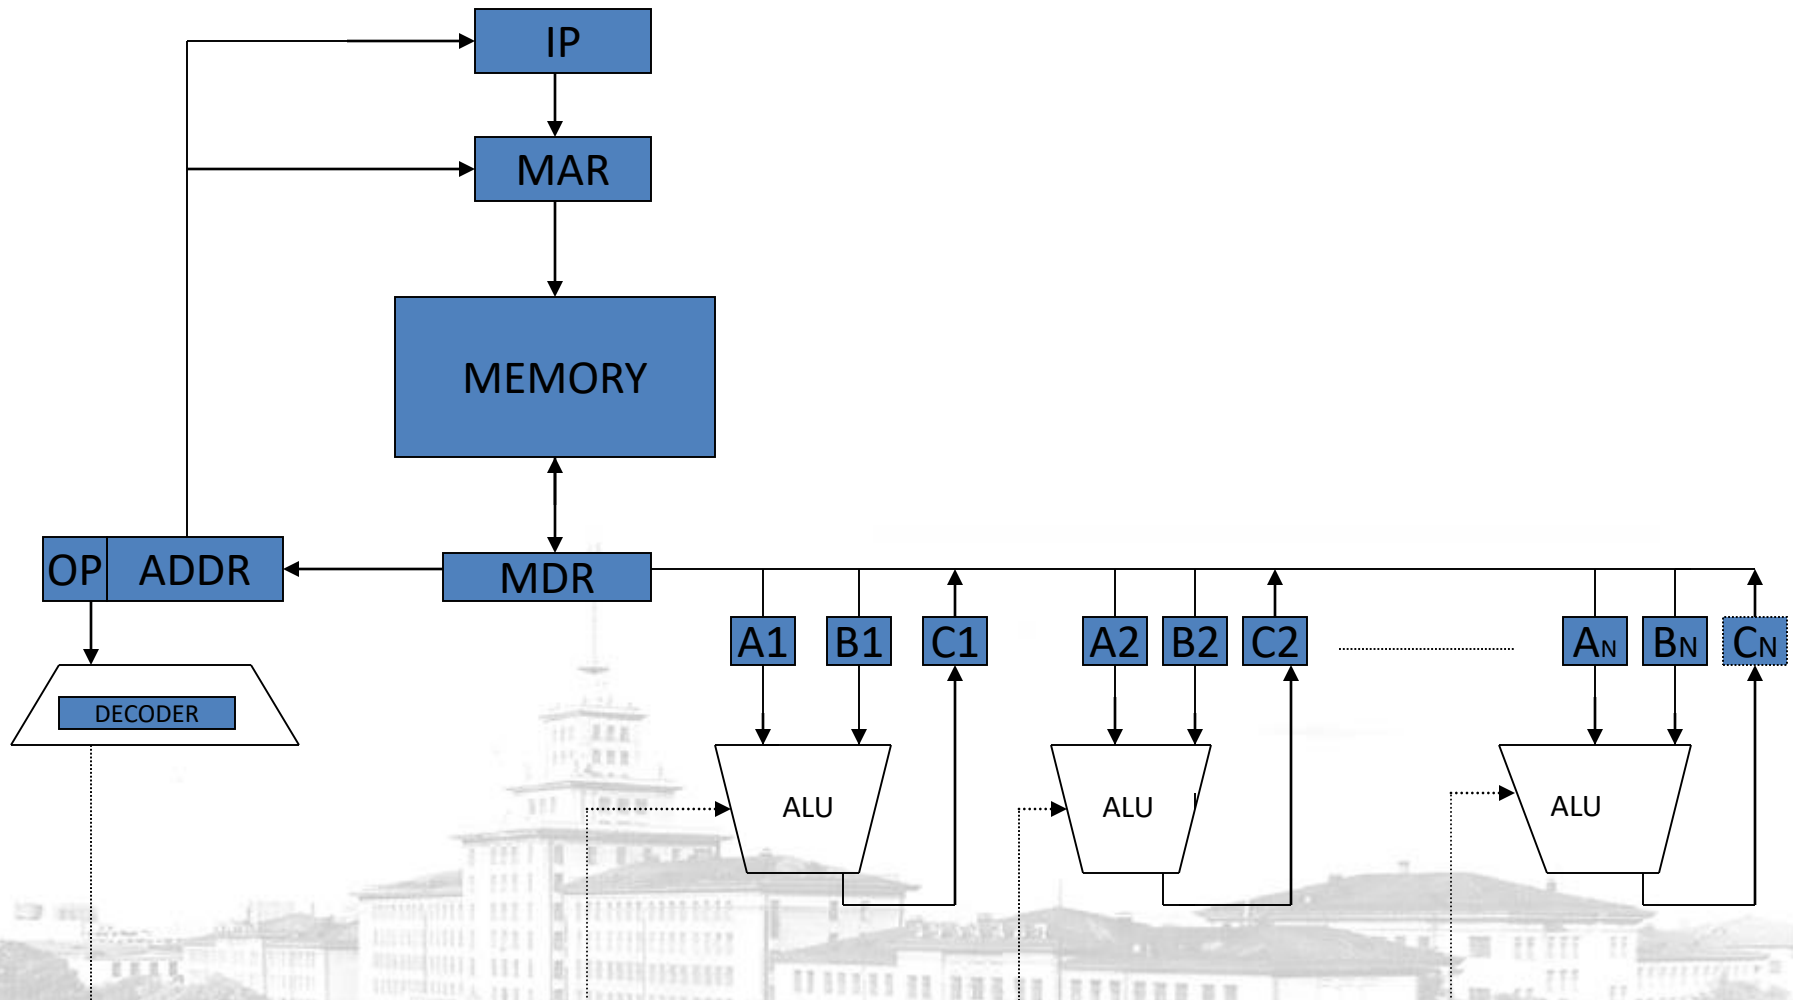 IP
MAR
MEMORY
OP ADDR
MDR
A1 B1 C1 A2 B2 C2 AN BN CN
DECODER
ALU ALU ALU